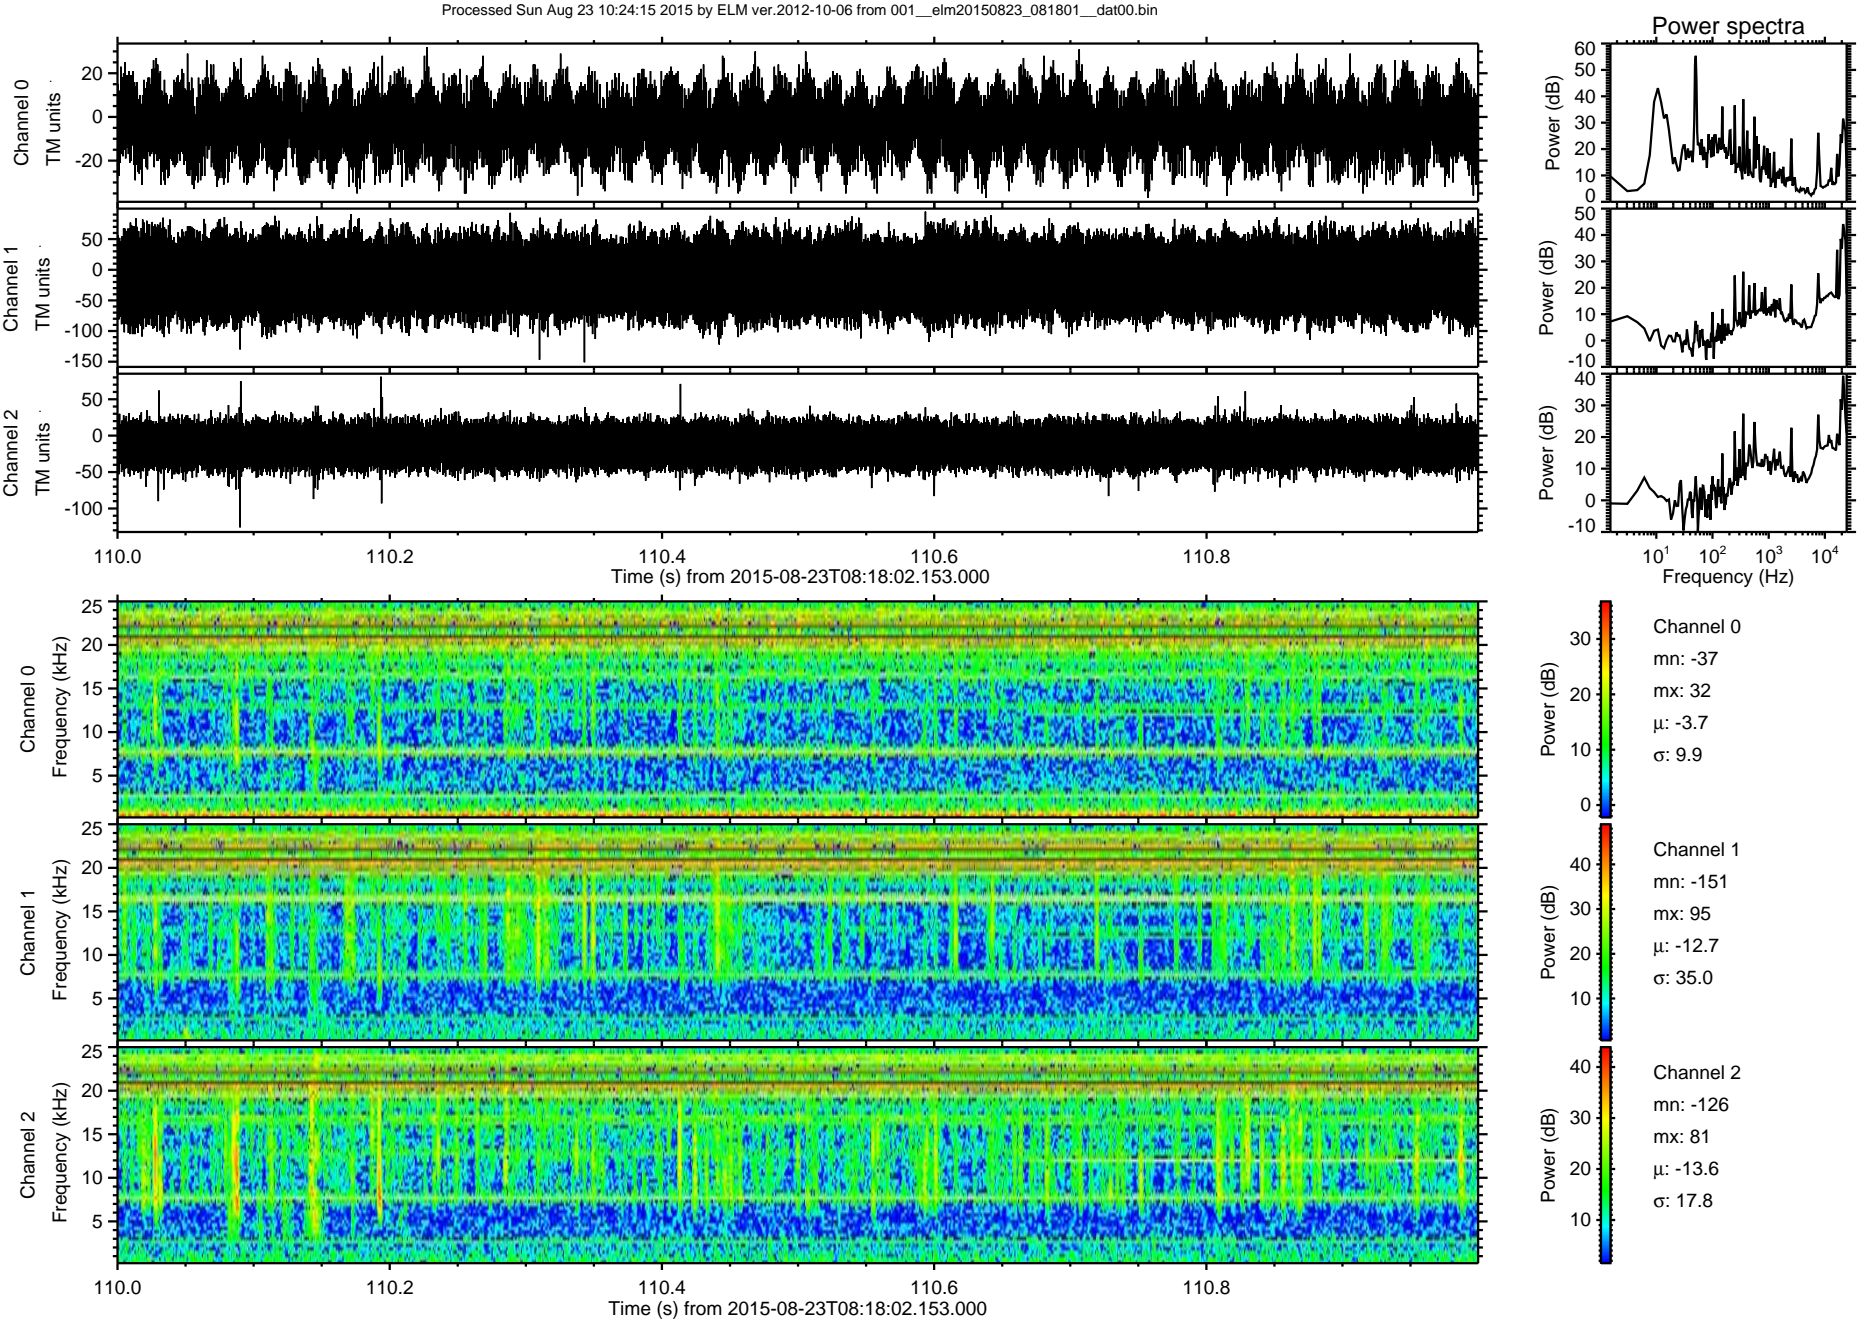 Processed Sun Aug 23 10:24:15 2015 by ELM ver.2012-10-06 from 001__elm20150823_081801__dat00.bin
Power spectra
Channel 0
TM units
20
0
-20
Power (dB)
60
50
40
30
20
10
0
Channel 1
TM units
50
0
-50
-100
-150
Power (dB)
50
40
30
20
10
0
-10
Channel 2
TM units
50
0
-50
-100
Power (dB)
40
30
20
10
0
-10
110.0 110.2 110.4 110.6 110.8
Time (s) from 2015-08-23T08:18:02.153.000
10¹ 10² 10³ 10⁴
Frequency (Hz)
Channel 0
Frequency (kHz)
25
20
15
10
5
Power (dB)
30
20
10
0
Channel 0
mn: -37
mx: 32
μ: -3.7
σ: 9.9
Channel 1
Frequency (kHz)
25
20
15
10
5
Power (dB)
40
30
20
10
Channel 1
mn: -151
mx: 95
μ: -12.7
σ: 35.0
Channel 2
Frequency (kHz)
25
20
15
10
5
Power (dB)
40
30
20
10
Channel 2
mn: -126
mx: 81
μ: -13.6
σ: 17.8
110.0 110.2 110.4 110.6 110.8
Time (s) from 2015-08-23T08:18:02.153.000